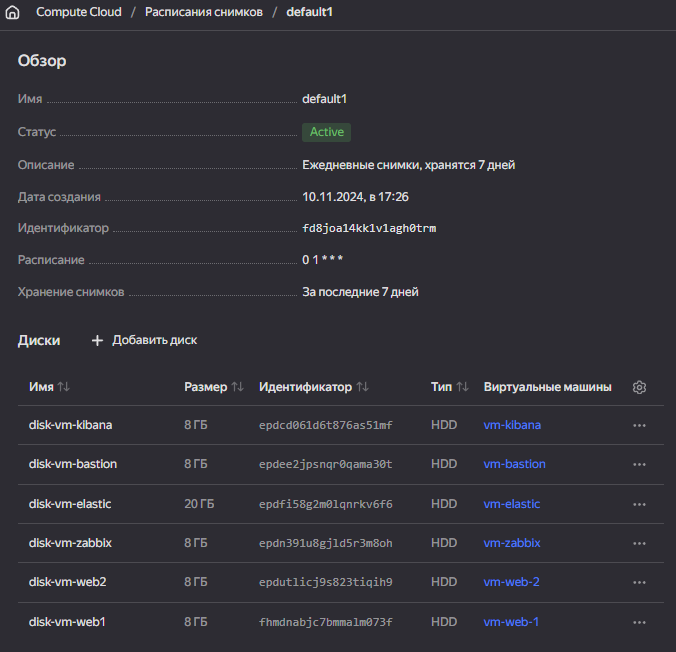 Compute Cloud / Расписания снимков / default1
Обзор
Имя default1
Статус Active
Описание Ежедневные снимки, хранятся 7 дней
Дата создания 10.11.2024, в 17:26
Идентификатор fd8joa14kk1v1agh0trm
Расписание 0 1 * * *
Хранение снимков За последние 7 дней
Диски + Добавить диск
Имя Размер Идентификатор Тип Виртуальные машины
disk-vm-kibana 8 ГБ epdcd061d6t876as51mf HDD vm-kibana
disk-vm-bastion 8 ГБ epdee2jpsnqr0qama30t HDD vm-bastion
disk-vm-elastic 20 ГБ epdfi58g2m0lqnrkv6f6 HDD vm-elastic
disk-vm-zabbix 8 ГБ epdn391u8gjld5r3m8oh HDD vm-zabbix
disk-vm-web2 8 ГБ epdutlicj9s823tiqih9 HDD vm-web-2
disk-vm-web1 8 ГБ fhmdnabjc7bmmalm073f HDD vm-web-1